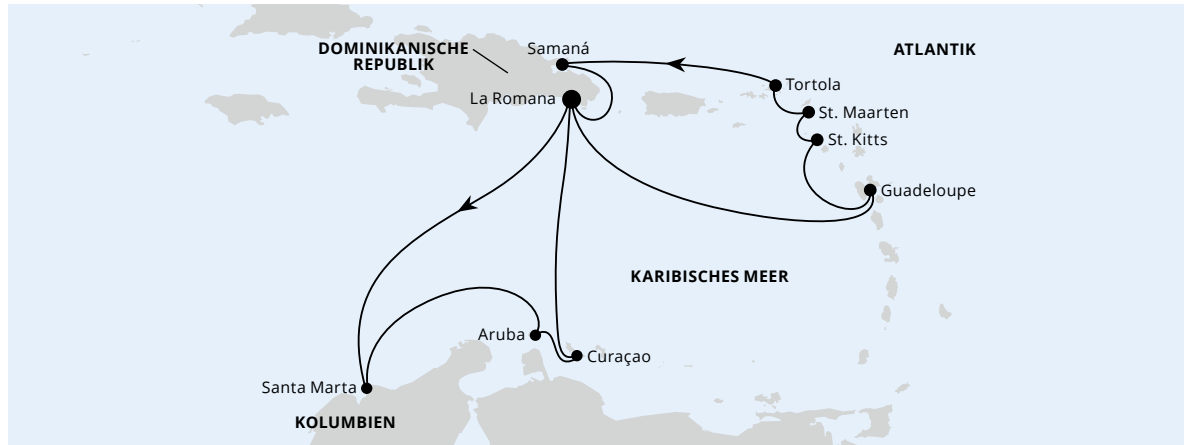 DOMINIKANISCHE
REPUBLIK
Samaná
ATLANTIK
La Romana
Tortola
St. Maarten
St. Kitts
Guadeloupe
KARIBISCHES MEER
Aruba
Curaçao
Santa Marta
KOLUMBIEN